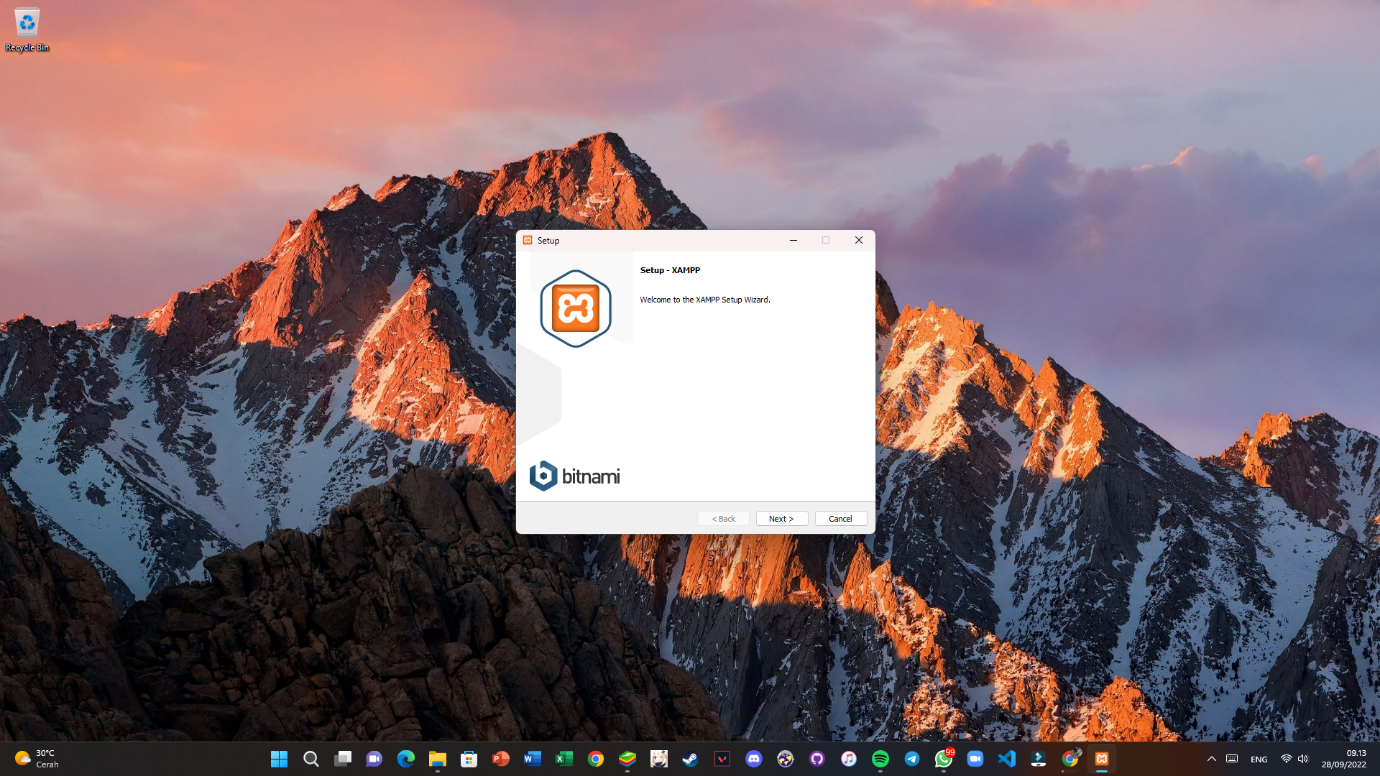 Recycle Bin
Setup
Setup - XAMPP
Welcome to the XAMPP Setup Wizard.
bitnami
< Back
Next >
Cancel
30°C
Cerah
99
ENG
09.13
28/09/2022